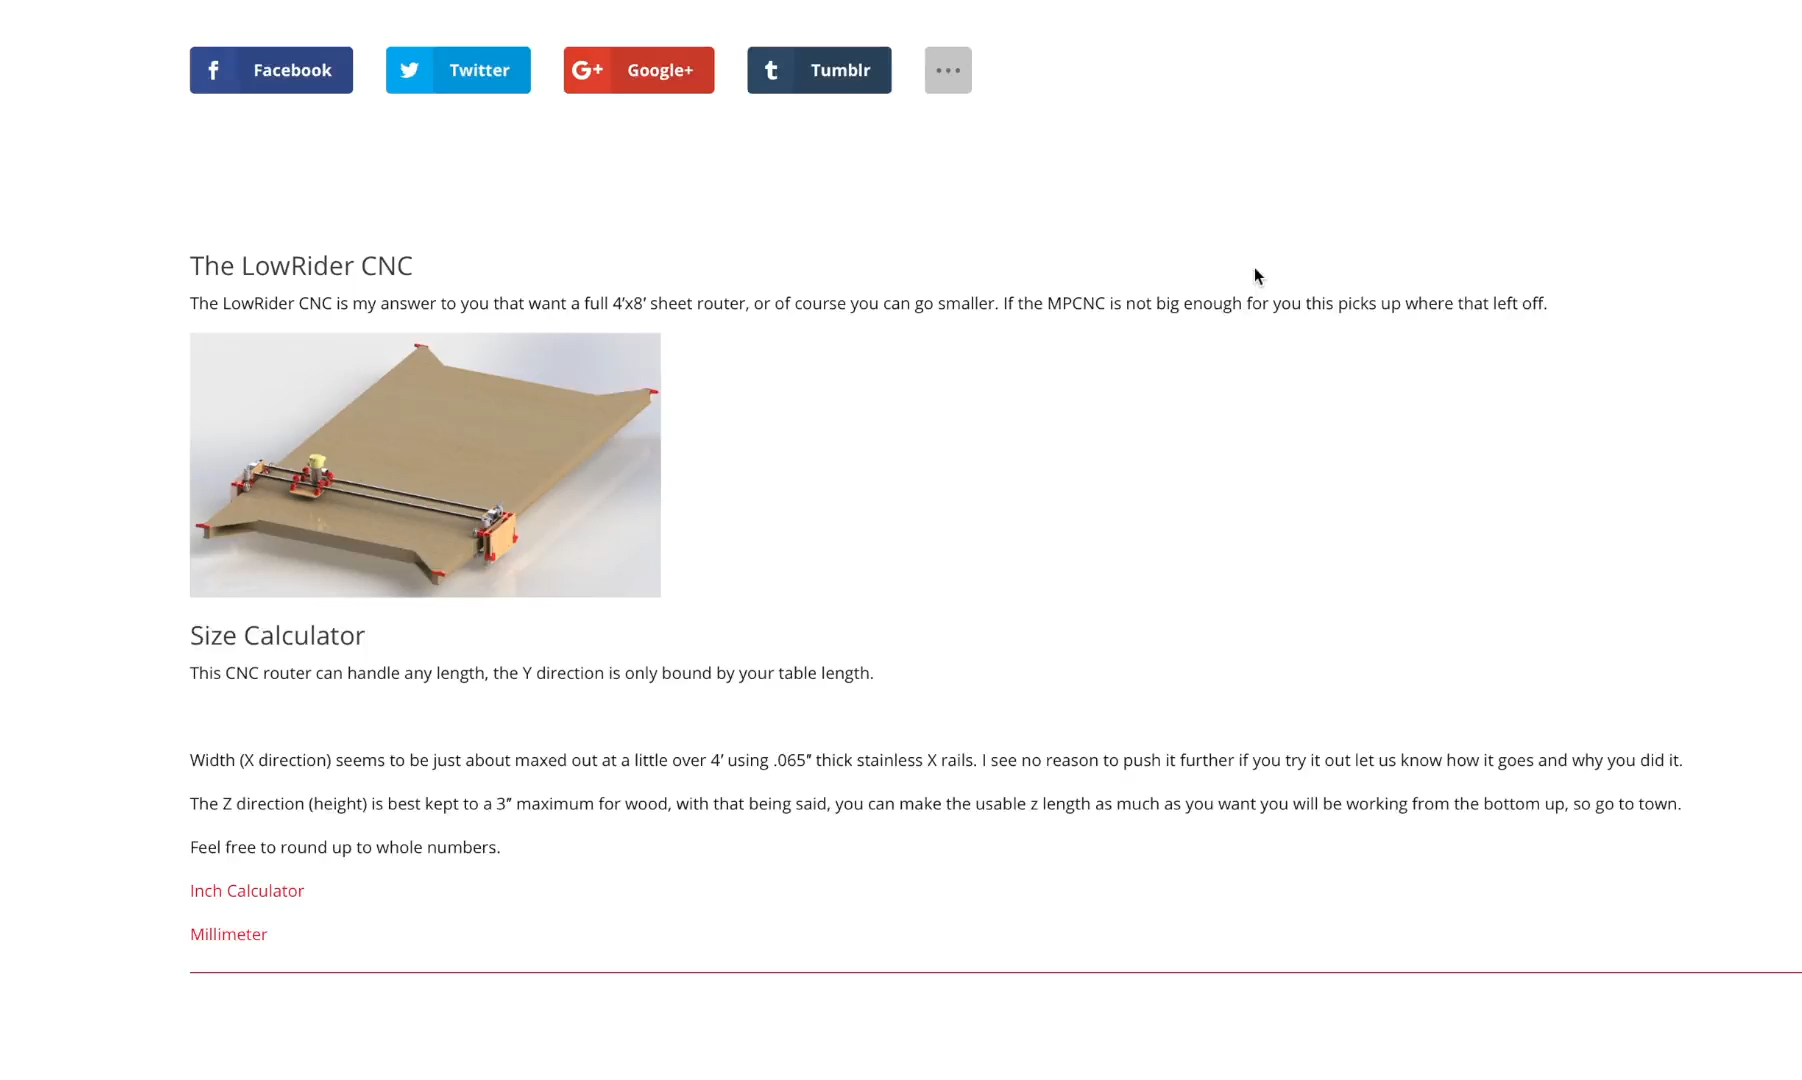 Facebook
Twitter
G+ Google+
Tumblr
The LowRider CNC
The LowRider CNC is my answer to you that want a full 4’x8’ sheet router, or of course you can go smaller. If the MPCNC is not big enough for you this picks up where that left off.
Size Calculator
This CNC router can handle any length, the Y direction is only bound by your table length.
Width (X direction) seems to be just about maxed out at a little over 4’ using .065” thick stainless X rails. I see no reason to push it further if you try it out let us know how it goes and why you did it.
The Z direction (height) is best kept to a 3” maximum for wood, with that being said, you can make the usable z length as much as you want you will be working from the bottom up, so go to town.
Feel free to round up to whole numbers.
Inch Calculator
Millimeter